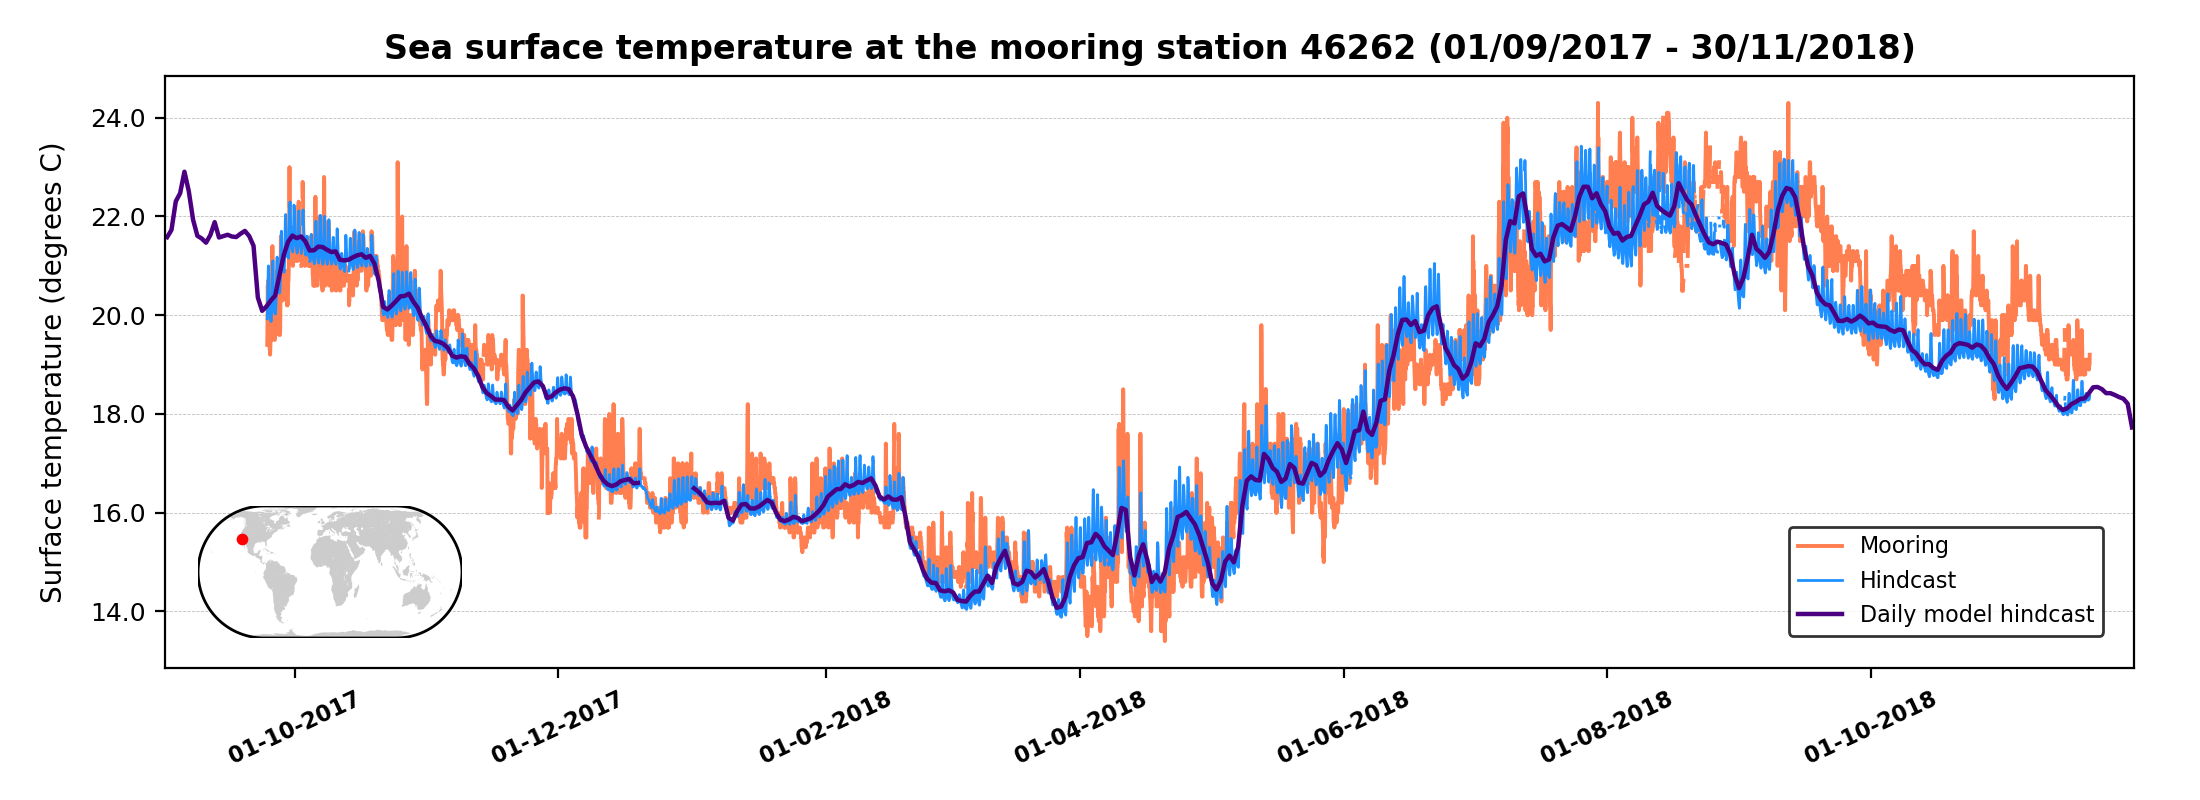 Sea surface temperature at the mooring station 46262 (01/09/2017 - 30/11/2018)
Surface temperature (degrees C)
24.0
22.0
20.0
18.0
16.0
14.0
Mooring
Hindcast
Daily model hindcast
01-10-2017
01-12-2017
01-02-2018
01-04-2018
01-06-2018
01-08-2018
01-10-2018